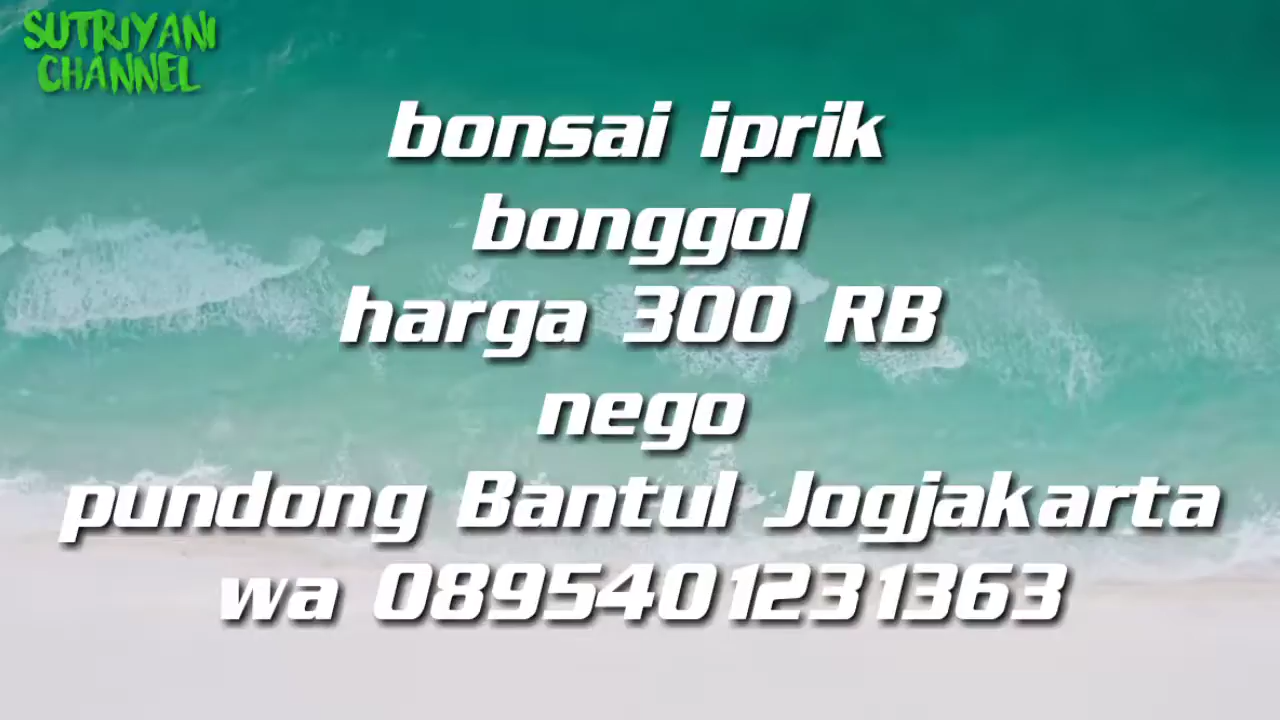 SUTRIYANI
CHANNEL
bonsai iprik
bonggol
harga 300 RB
nego
pundong Bantul Jogjakarta
wa 0895401231363